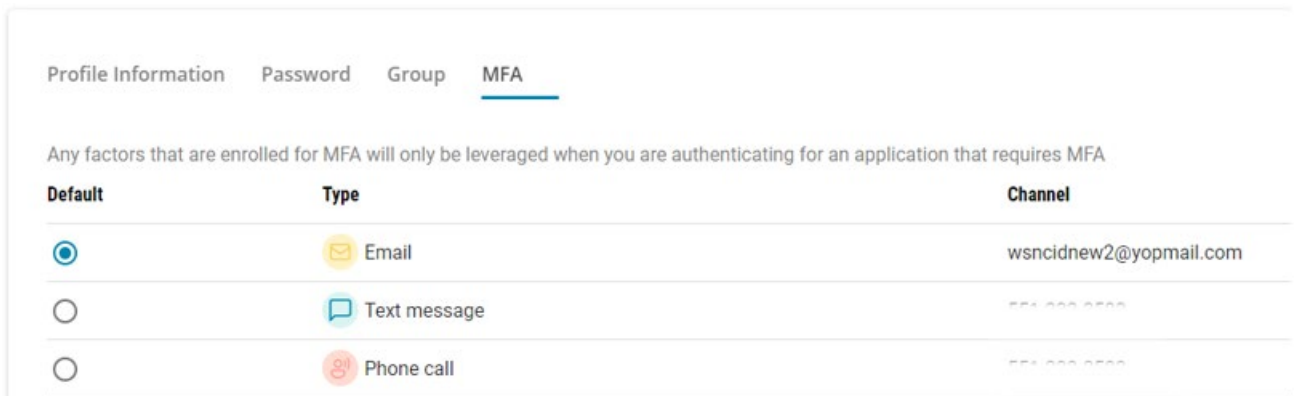 Profile Information Password Group MFA
Any factors that are enrolled for MFA will only be leveraged when you are authenticating for an application that requires MFA
Default Type Channel
Email wsncidnew2@yopmail.com
Text message
Phone call